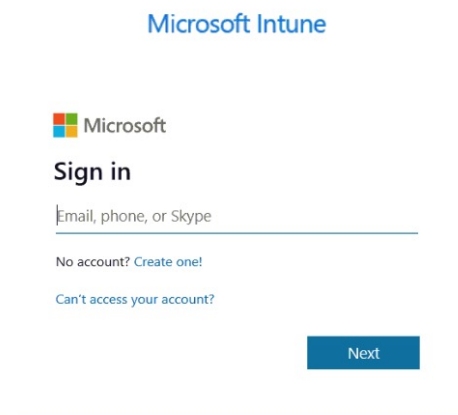 Microsoft Intune
Microsoft
Sign in
Email, phone, or Skype
No account? Create one!
Can't access your account?
Next